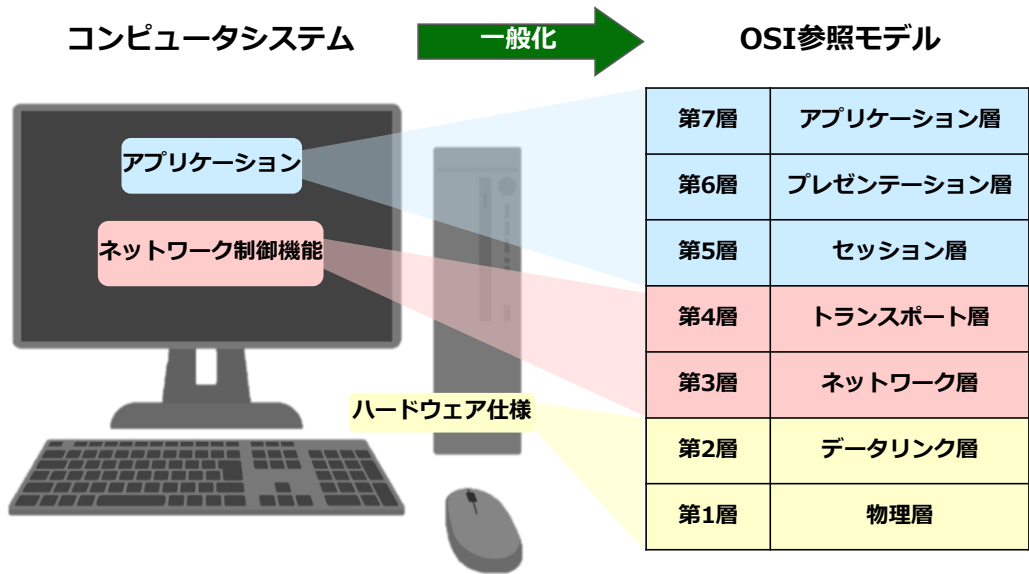 コンピュータシステム
一般化
OSI参照モデル
アプリケーション
ネットワーク制御機能
ハードウェア仕様
第7層 アプリケーション層
第6層 プレゼンテーション層
第5層 セッション層
第4層 トランスポート層
第3層 ネットワーク層
第2層 データリンク層
第1層 物理層